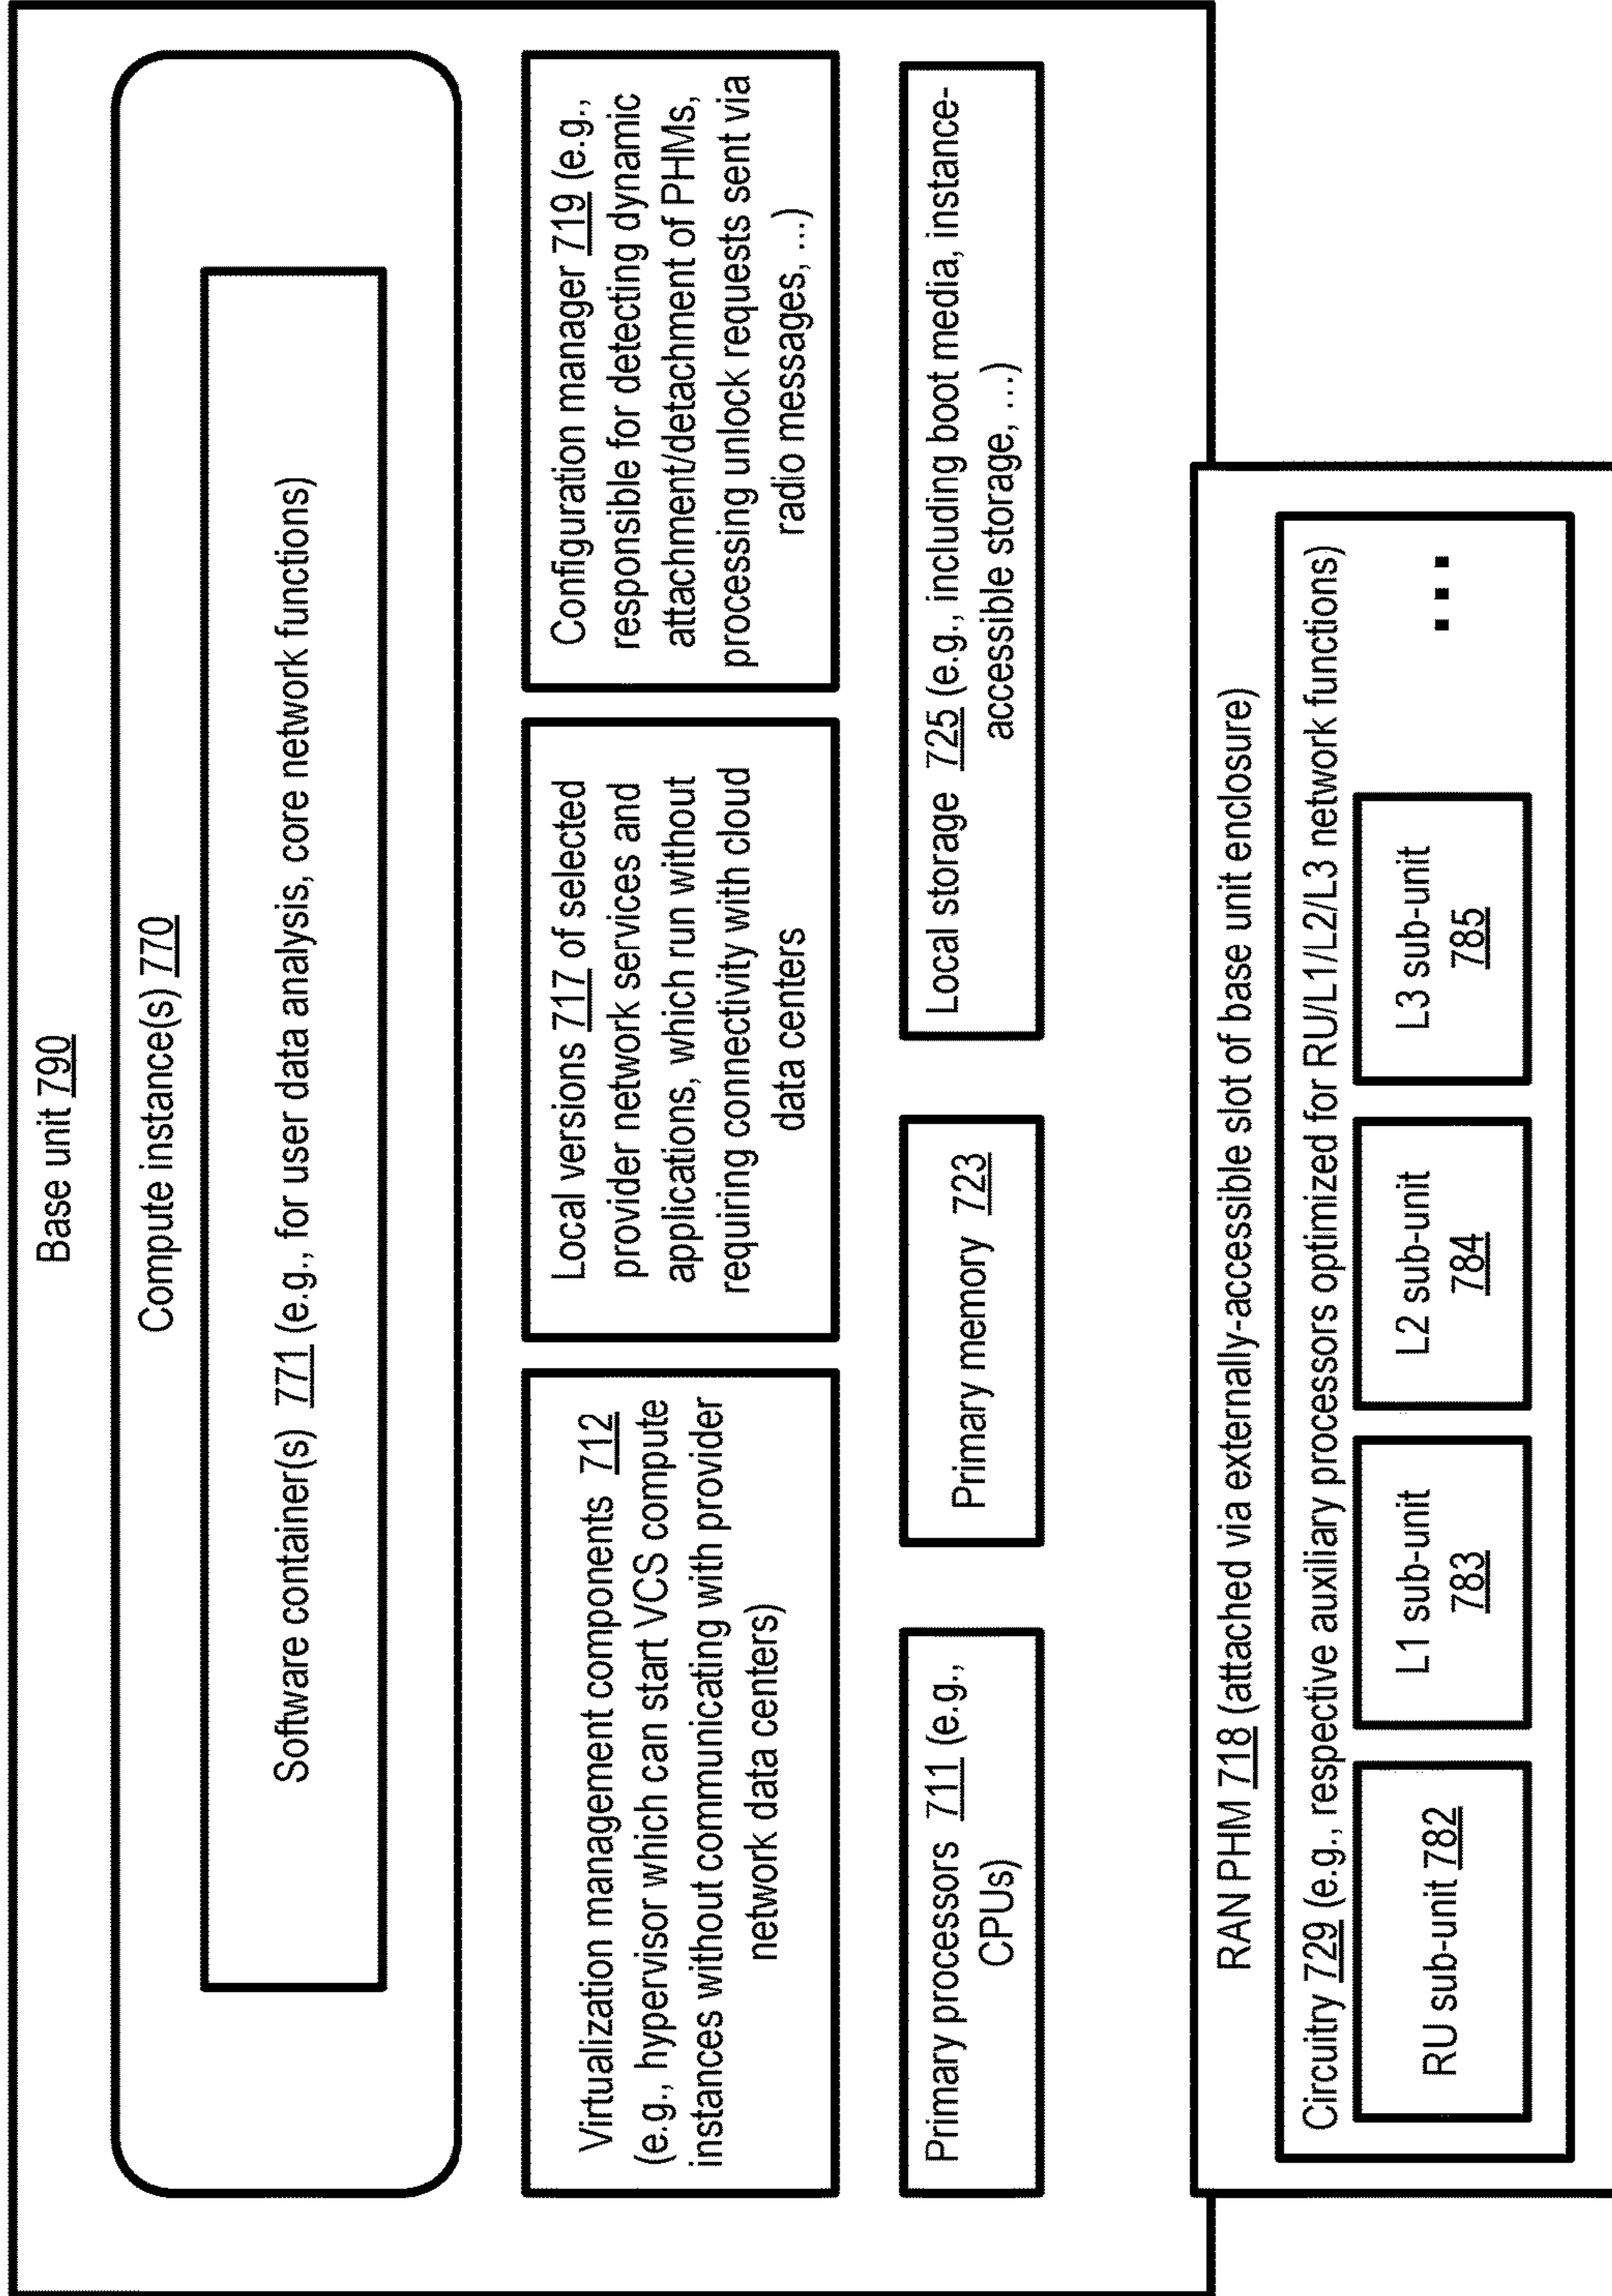 Base unit 790
Compute instance(s) 770
Software container(s) 771 (e.g., for user data analysis, core network functions)
Virtualization management components 712
(e.g., hypervisor which can start VCS compute
instances without communicating with provider
network data centers)
Local versions 717 of selected
provider network services and
applications, which run without
requiring connectivity with cloud
data centers
Configuration manager 719 (e.g.,
responsible for detecting dynamic
attachment/detachment of PHMs,
processing unlock requests sent via
radio messages, ...)
Primary processors 711 (e.g.,
CPUs)
Primary memory 723
Local storage 725 (e.g., including boot media, instance-
accessible storage, ...)
RAN PHM 718 (attached via externally-accessible slot of base unit enclosure)
Circuitry 729 (e.g., respective auxiliary processors optimized for RU/L1/L2/L3 network functions)
RU sub-unit 782
L1 sub-unit
783
L2 sub-unit
784
L3 sub-unit
785
...